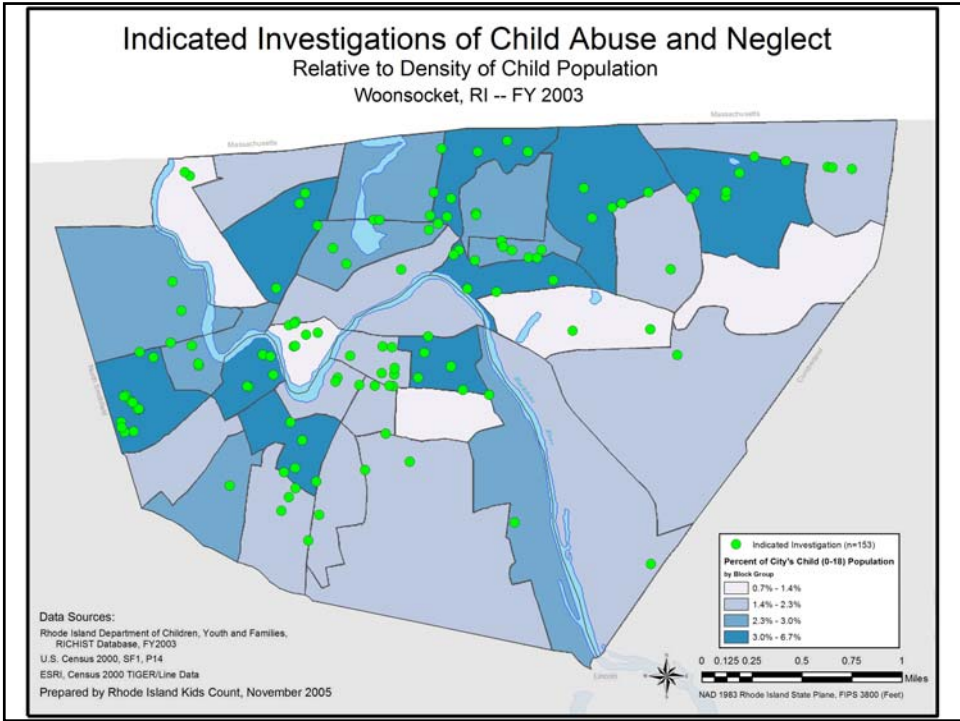 Indicated Investigations of Child Abuse and Neglect
Relative to Density of Child Population
Woonsocket, RI -- FY 2003
Massachusetts
Massachusetts
North Smithfield
Cumberland
Blackstone River
Indicated Investigation (n=153)
Percent of City's Child (0-18) Population
by Block Group
0.7% - 1.4%
1.4% - 2.3%
2.3% - 3.0%
3.0% - 6.7%
Data Sources:
Rhode Island Department of Children, Youth and Families,
RICHIST Database, FY2003
U.S. Census 2000, SF1, P14
ESRI, Census 2000 TIGER/Line Data
Prepared by Rhode Island Kids Count, November 2005
Lincoln
0 0.125 0.25 0.5 0.75 1
Miles
NAD 1983 Rhode Island State Plane, FIPS 3800 (Feet)